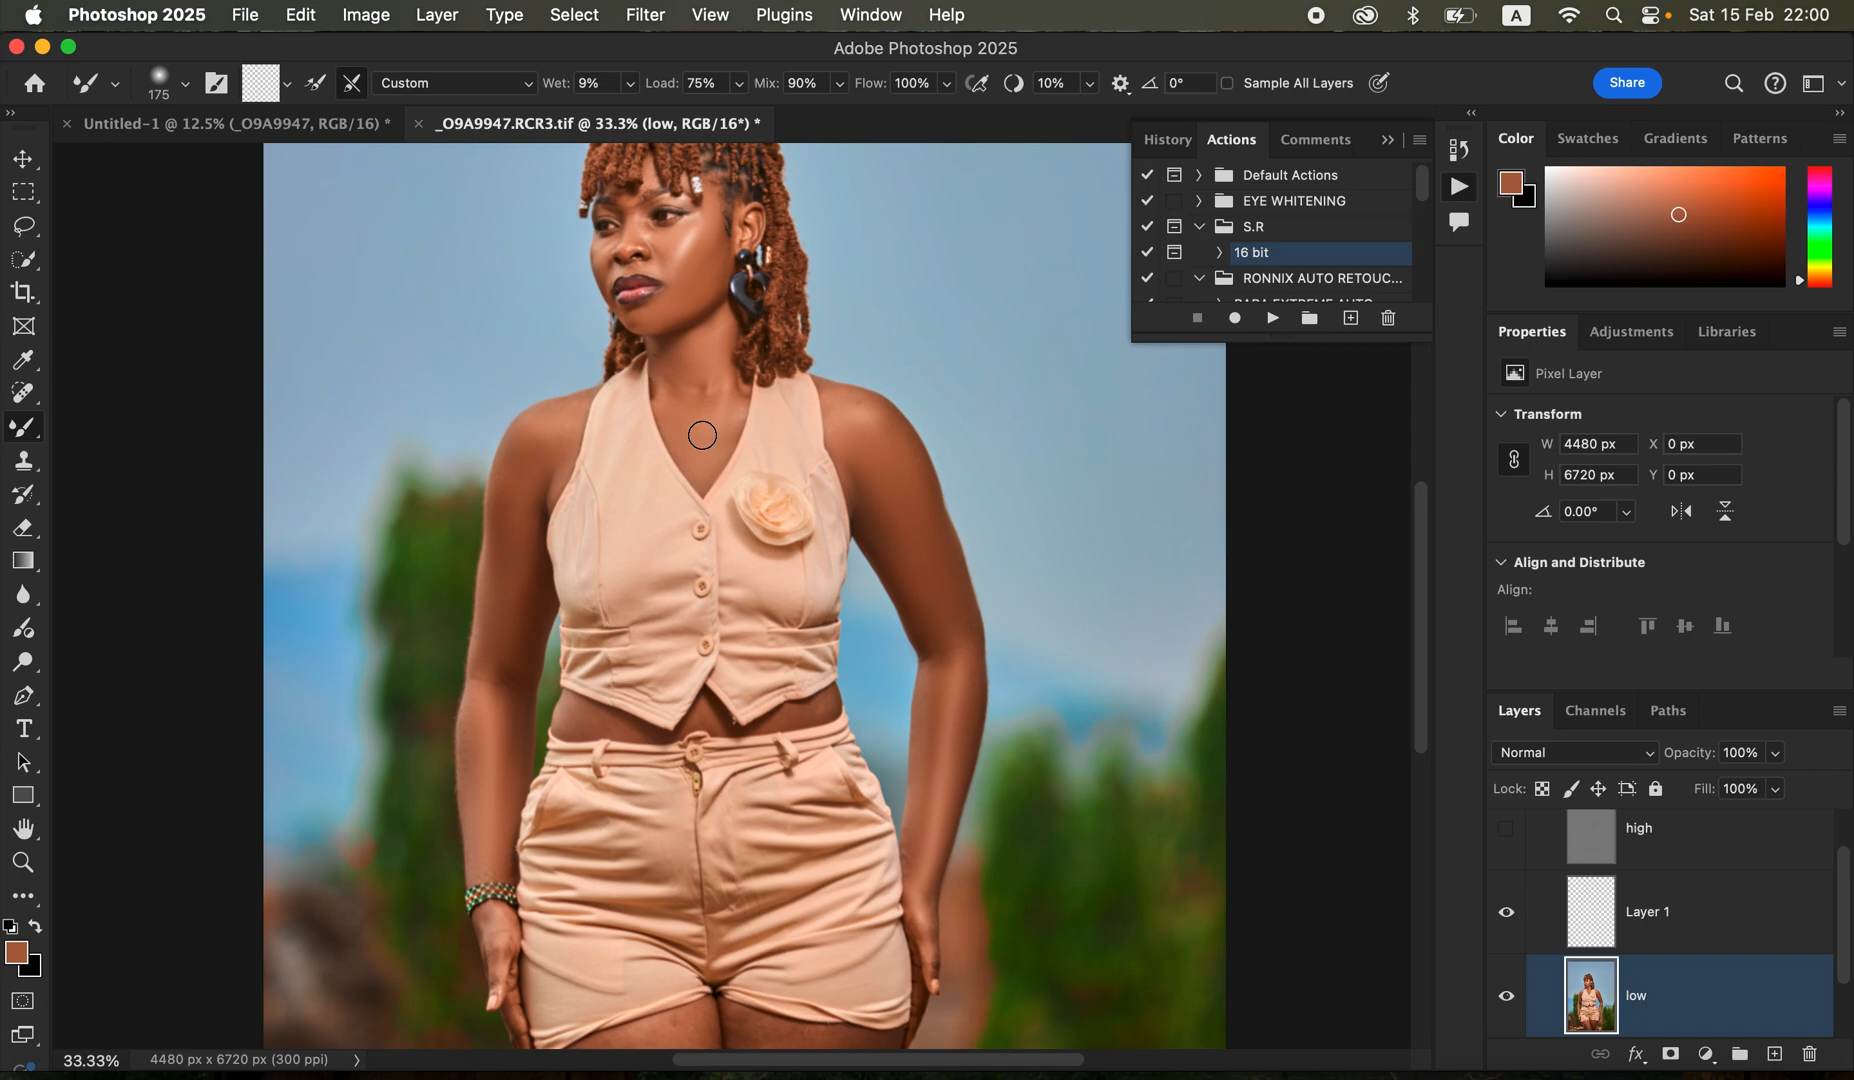 Photoshop 2025 File Edit Image Layer Type Select Filter View Plugins Window Help A Sat 15 Feb 22:00
Adobe Photoshop 2025
175 Custom Wet: 9% Load: 75% Mix: 90% Flow: 100% 10% 0° Sample All Layers Share
Untitled-1 @ 12.5% (_O9A9947, RGB/16) * _O9A9947.RCR3.tif @ 33.3% (low, RGB/16*) *
History Actions Comments
Default Actions
EYE WHITENING
S.R
16 bit
RONNIX AUTO RETOUC...
Color Swatches Gradients Patterns
Properties Adjustments Libraries
Pixel Layer
Transform
W 4480 px X 0 px
H 6720 px Y 0 px
0.00°
Align and Distribute
Align:
Layers Channels Paths
Normal Opacity: 100%
Lock: Fill: 100%
high
Layer 1
low
fx
33.33% 4480 px x 6720 px (300 ppi)